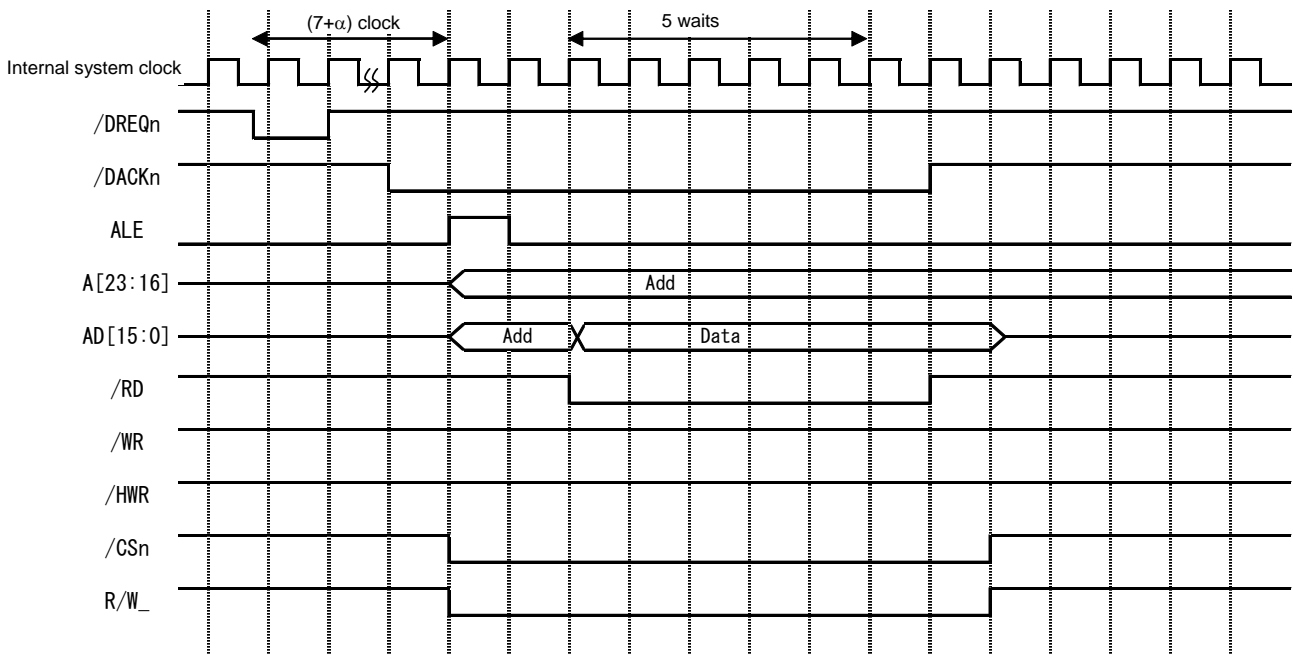 (7+α) clock
5 waits
Internal system clock
/DREQn
/DACKn
ALE
A[23:16]
Add
AD[15:0]
Add
Data
/RD
/WR
/HWR
/CSn
R/W_